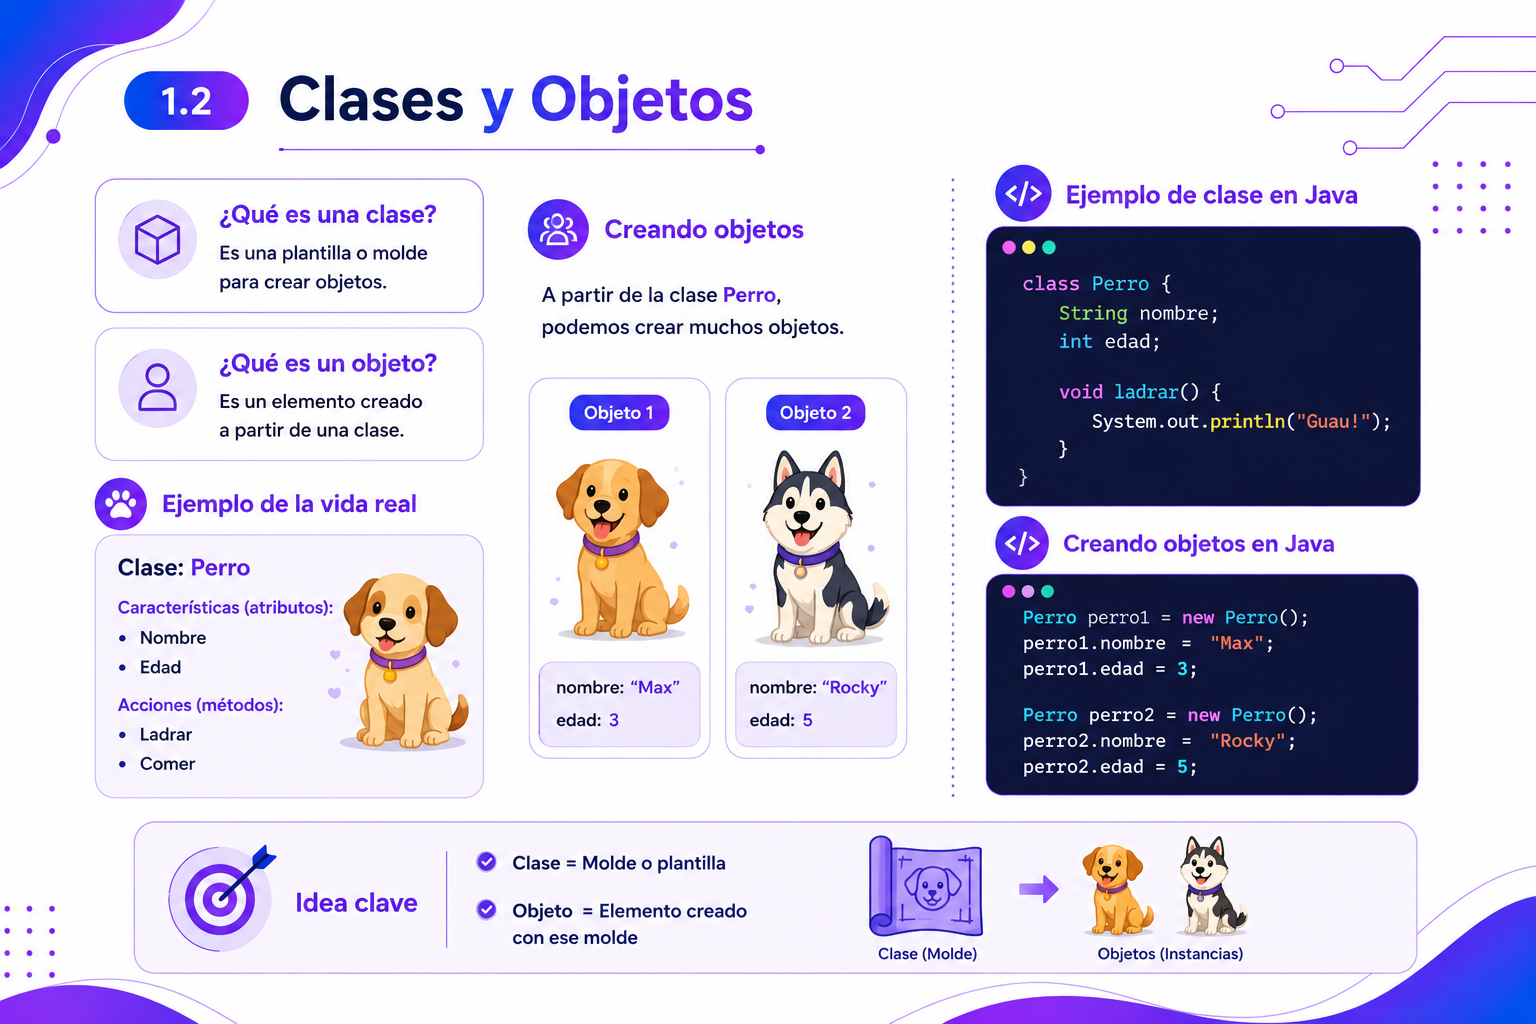 1.2
Clases y Objetos
¿Qué es una clase?
Es una plantilla o molde
para crear objetos.
¿Qué es un objeto?
Es un elemento creado
a partir de una clase.
Ejemplo de la vida real
Clase: Perro
Características (atributos):
• Nombre
• Edad
Acciones (métodos):
• Ladrar
• Comer
Creando objetos
A partir de la clase Perro,
podemos crear muchos objetos.
Objeto 1
nombre: “Max”
edad: 3
Objeto 2
nombre: “Rocky”
edad: 5
</> Ejemplo de clase en Java
class Perro {
String nombre;
int edad;
void ladrar() {
System.out.println("Guau!");
}
}
</> Creando objetos en Java
Perro perro1 = new Perro();
perro1.nombre = "Max";
perro1.edad = 3;
Perro perro2 = new Perro();
perro2.nombre = "Rocky";
perro2.edad = 5;
Idea clave
Clase = Molde o plantilla
Objeto = Elemento creado
con ese molde
Clase (Molde)
Objetos (Instancias)